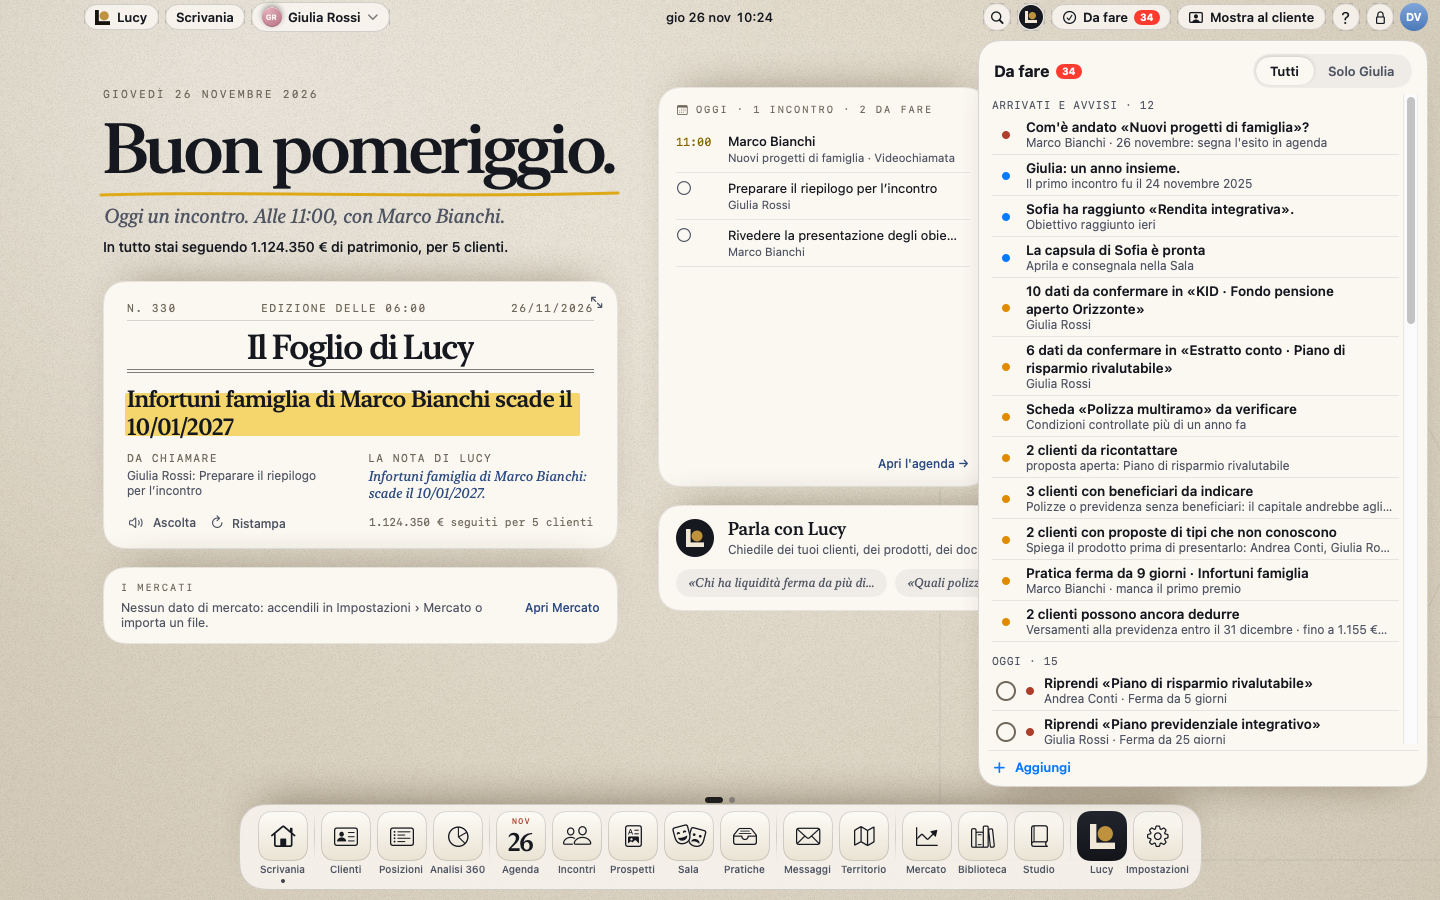 Lucy
Scrivania
GR Giulia Rossi
gio 26 nov 10:24
Da fare 34
Mostra al cliente
?
DV
GIOVEDÌ 26 NOVEMBRE 2026
Buon pomeriggio.
Oggi un incontro. Alle 11:00, con Marco Bianchi.
In tutto stai seguendo 1.124.350 € di patrimonio, per 5 clienti.
N. 330 EDIZIONE DELLE 06:00 26/11/2026
Il Foglio di Lucy
Infortuni famiglia di Marco Bianchi scade il
10/01/2027
DA CHIAMARE
Giulia Rossi: Preparare il riepilogo
per l'incontro
LA NOTA DI LUCY
Infortuni famiglia di Marco Bianchi:
scade il 10/01/2027.
Ascolta Ristampa
1.124.350 € seguiti per 5 clienti
I MERCATI
Nessun dato di mercato: accendili in Impostazioni › Mercato o
importa un file.
Apri Mercato
OGGI · 1 INCONTRO · 2 DA FARE
11:00 Marco Bianchi
Nuovi progetti di famiglia · Videochiamata
Preparare il riepilogo per l'incontro
Giulia Rossi
Rivedere la presentazione degli obie...
Marco Bianchi
Apri l'agenda →
Parla con Lucy
Chiedile dei tuoi clienti, dei prodotti, dei doc
«Chi ha liquidità ferma da più di...
«Quali polizz
Da fare 34
Tutti Solo Giulia
ARRIVATI E AVVISI · 12
Com'è andato «Nuovi progetti di famiglia»?
Marco Bianchi · 26 novembre: segna l'esito in agenda
Giulia: un anno insieme.
Il primo incontro fu il 24 novembre 2025
Sofia ha raggiunto «Rendita integrativa».
Obiettivo raggiunto ieri
La capsula di Sofia è pronta
Aprila e consegnala nella Sala
10 dati da confermare in «KID · Fondo pensione
aperto Orizzonte»
Giulia Rossi
6 dati da confermare in «Estratto conto · Piano di
risparmio rivalutabile»
Giulia Rossi
Scheda «Polizza multiramo» da verificare
Condizioni controllate più di un anno fa
2 clienti da ricontattare
proposta aperta: Piano di risparmio rivalutabile
3 clienti con beneficiari da indicare
Polizze o previdenza senza beneficiari: il capitale andrebbe agli...
2 clienti con proposte di tipi che non conoscono
Spiega il prodotto prima di presentarlo: Andrea Conti, Giulia Ro...
Pratica ferma da 9 giorni · Infortuni famiglia
Marco Bianchi · manca il primo premio
2 clienti possono ancora dedurre
Versamenti alla previdenza entro il 31 dicembre · fino a 1.155 €...
OGGI · 15
Riprendi «Piano di risparmio rivalutabile»
Andrea Conti · Ferma da 5 giorni
Riprendi «Piano previdenziale integrativo»
Giulia Rossi · Ferma da 25 giorni
+ Aggiungi
NOV
26
Scrivania Clienti Posizioni Analisi 360 Agenda Incontri Prospetti Sala Pratiche Messaggi Territorio Mercato Biblioteca Studio Lucy Impostazioni